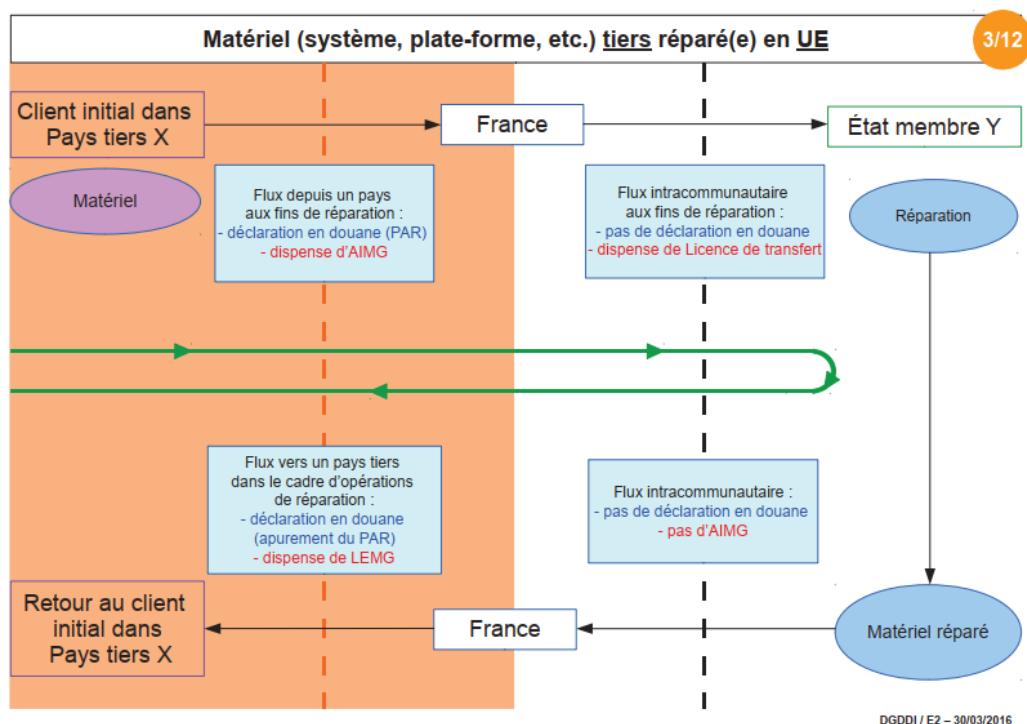 Matériel (système, plate-forme, etc.) tiers réparé(e) en UE
3/12
Client initial dans
Pays tiers X
France
État membre Y
Matériel
Flux depuis un pays
aux fins de réparation :
- déclaration en douane (PAR)
- dispense d'AIMG
Flux intracommunautaire
aux fins de réparation :
- pas de déclaration en douane
- dispense de Licence de transfert
Réparation
Flux vers un pays tiers
dans le cadre d'opérations
de réparation :
- déclaration en douane
(apurement du PAR)
- dispense de LEMG
Flux intracommunautaire :
- pas de déclaration en douane
- pas d'AIMG
Retour au client
initial dans
Pays tiers X
France
Matériel réparé
DGDDI / E2 – 30/03/2016